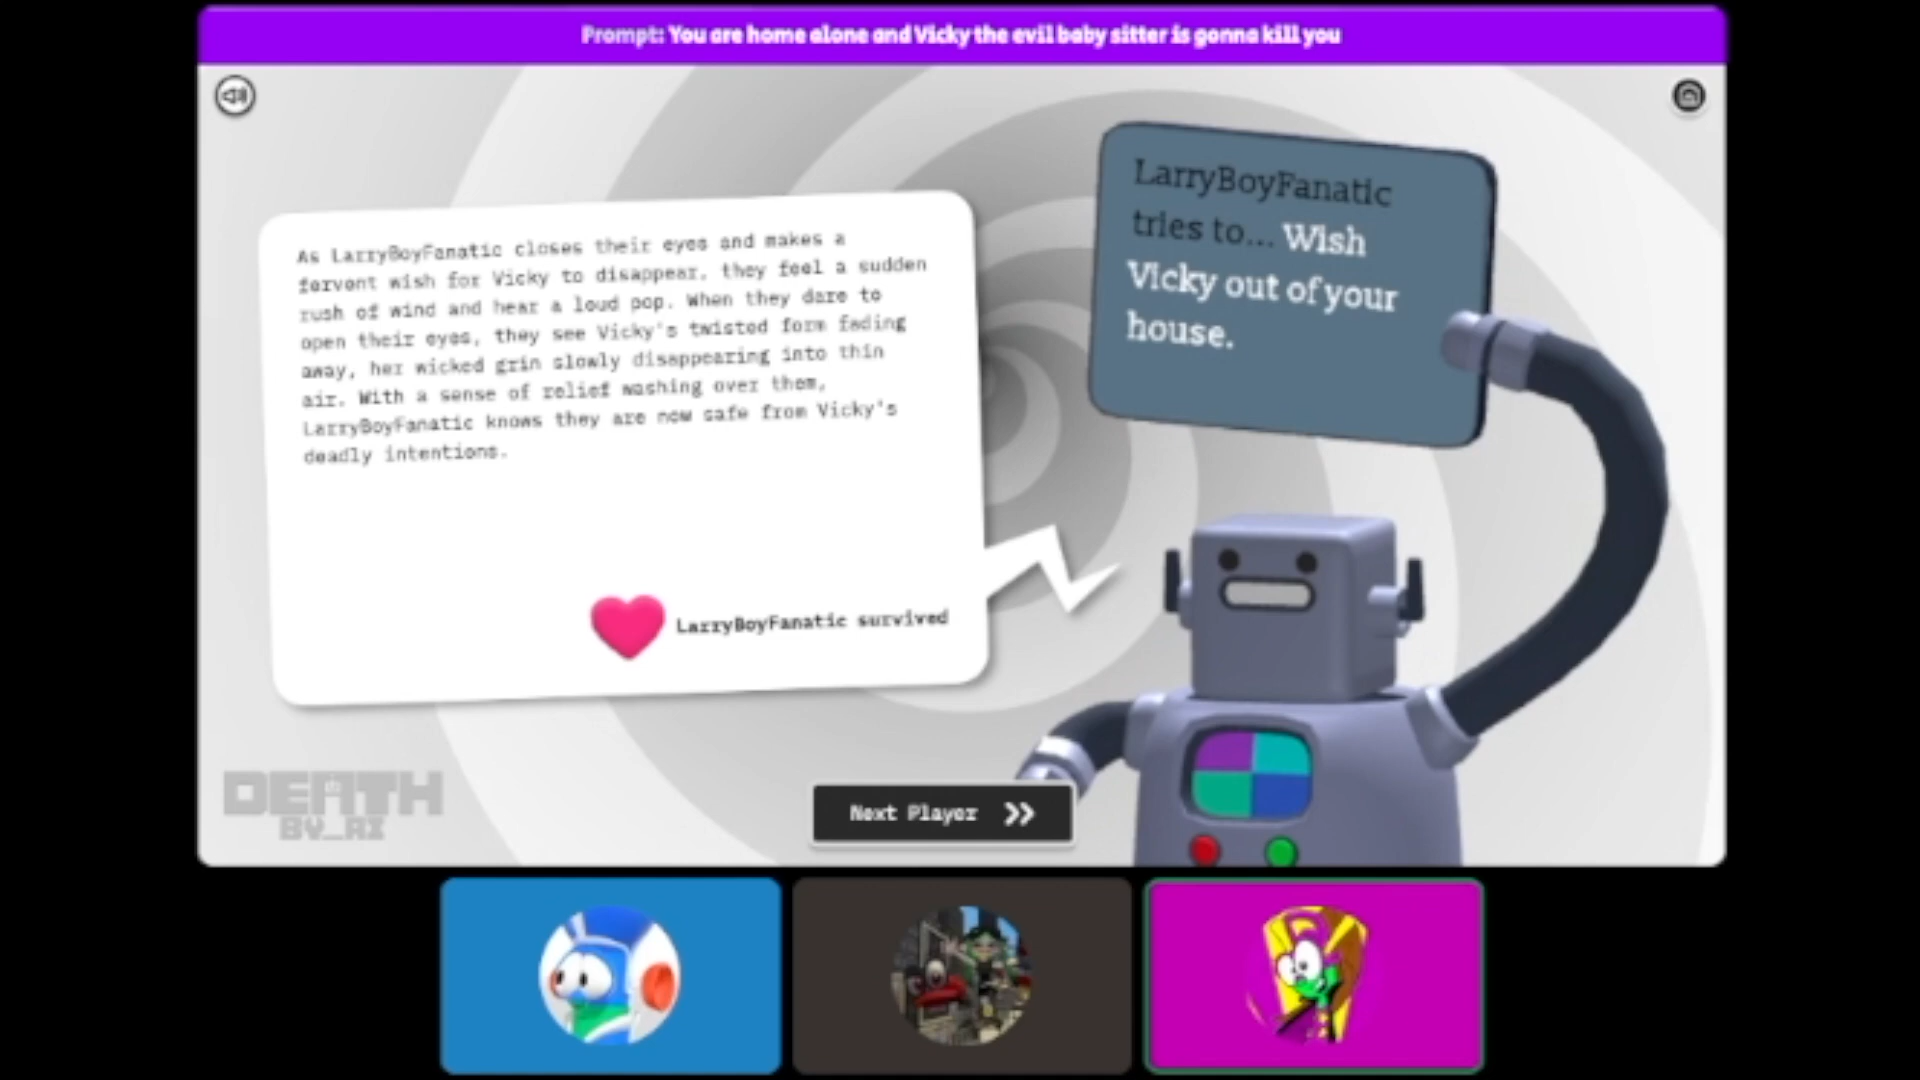 Prompt: You are home alone and Vicky the evil baby sitter is gonna kill you
LarryBoyFanatic
tries to... Wish
Vicky out of your
house.
As LarryBoyFanatic closes their eyes and makes a
fervent wish for Vicky to disappear, they feel a sudden
rush of wind and hear a loud pop. When they dare to
open their eyes, they see Vicky's twisted form fading
away, her wicked grin slowly disappearing into thin
air. With a sense of relief washing over them,
LarryBoyFanatic knows they are now safe from Vicky's
deadly intentions.
LarryBoyFanatic survived
DEATH
BY_AI
Next Player